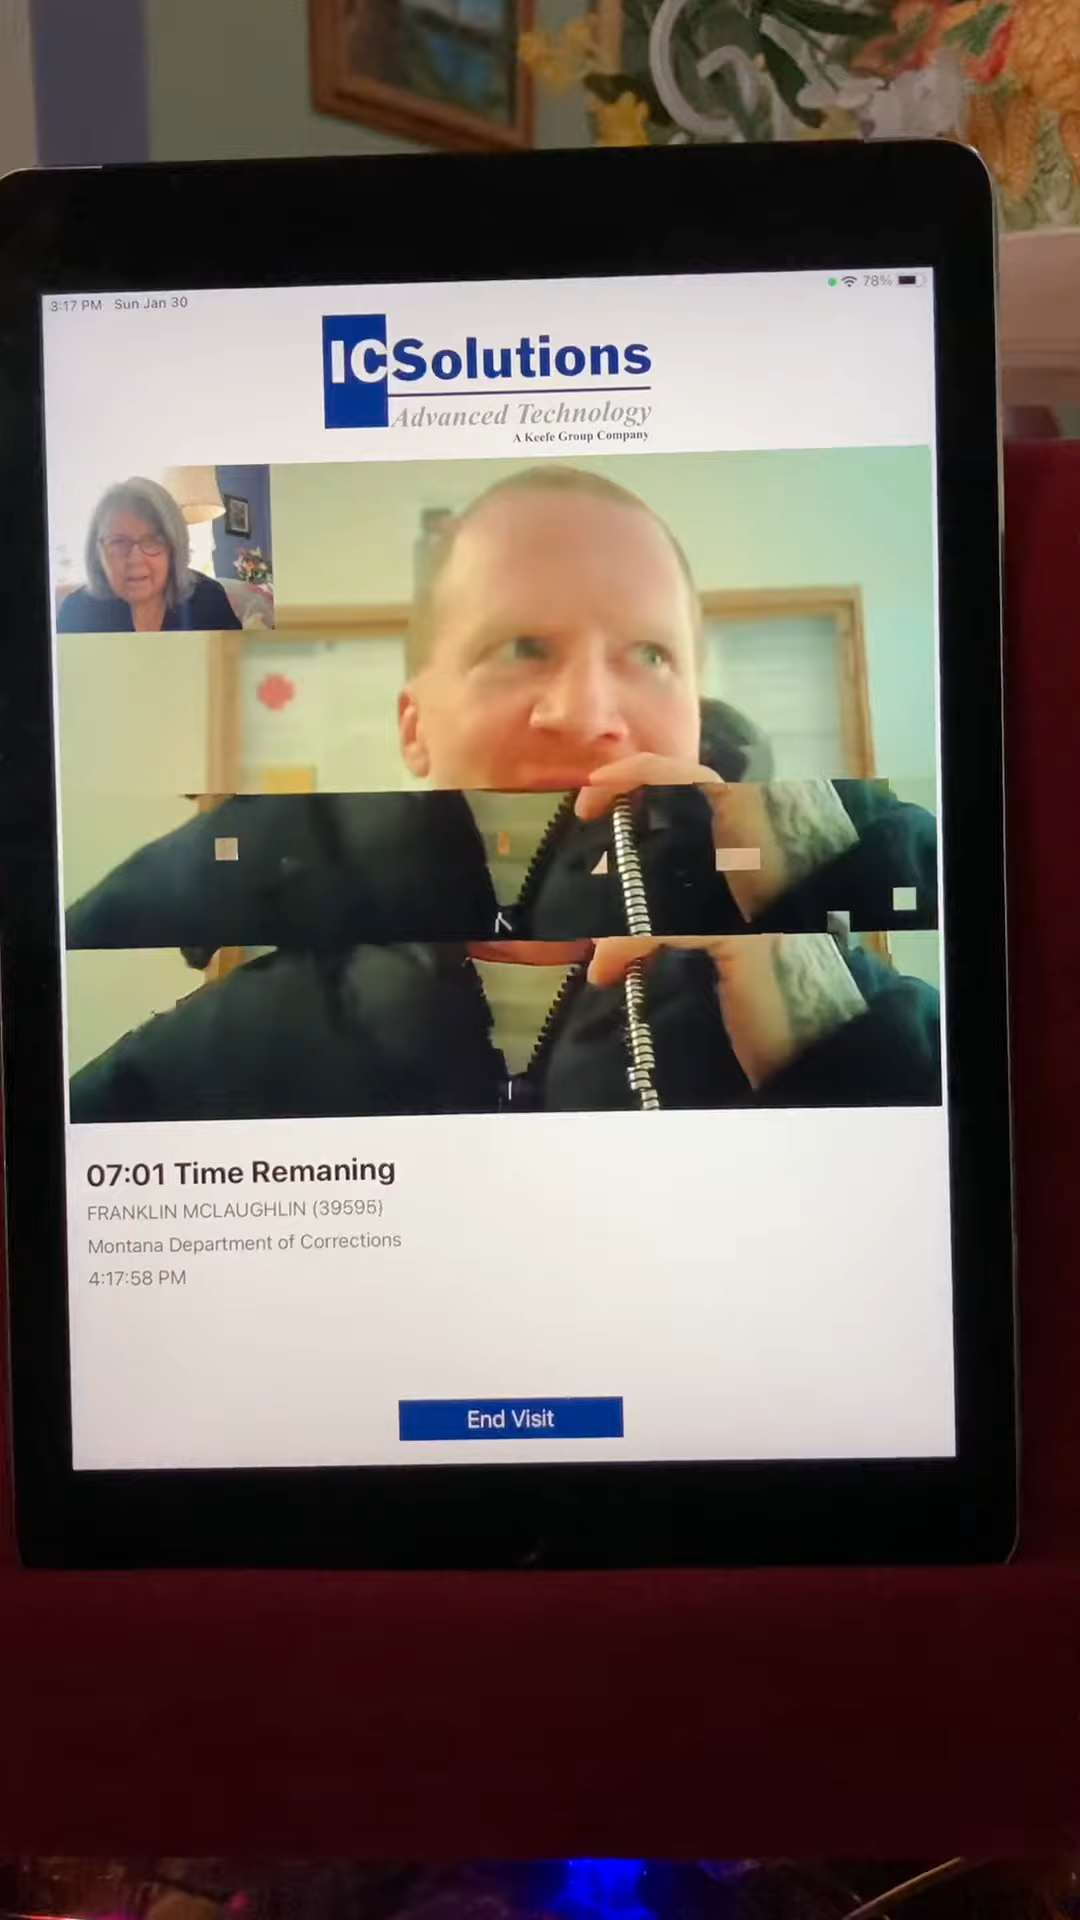 3:17 PM Sun Jan 30
78%
ICSolutions
Advanced Technology
A Keefe Group Company
07:01 Time Remaning
FRANKLIN MCLAUGHLIN (39595)
Montana Department of Corrections
4:17:58 PM
End Visit